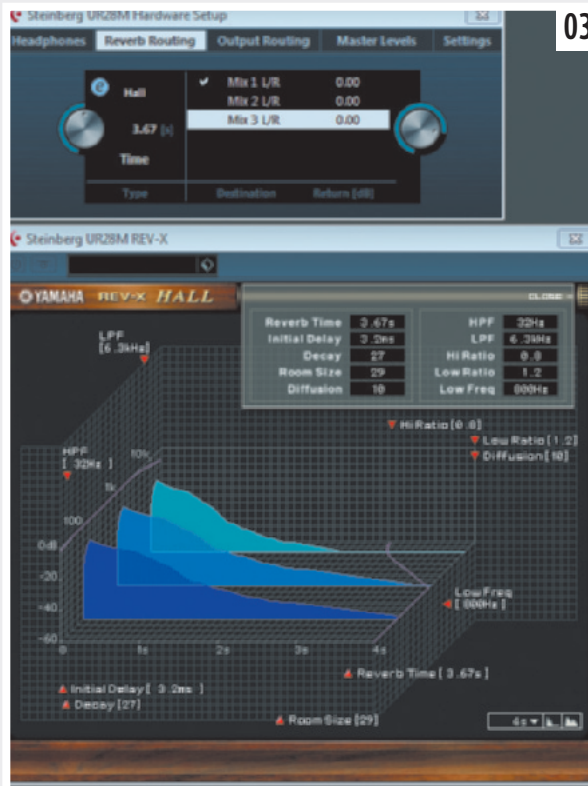 03
Steinberg UR28M Hardware Setup
Headphones Reverb Routing Output Routing Master Levels Settings
Hall
3.67 [s]
Time
Mix 1 L/R 0.00
Mix 2 L/R 0.00
Mix 3 L/R 0.00
Type Destination Return [dB]
Steinberg UR28M REV-X
YAMAHA REV-X HALL
CLOSE
Reverb Time 3.67s HPF 32Hz
Initial Delay 3.2ms LPF 6.3kHz
Decay 27 Hi Ratio 0.8
Room Size 29 Low Ratio 1.2
Diffusion 10 Low Freq 800Hz
LPF
[6.3kHz]
Hi Ratio [0.8]
Low Ratio [1.2]
Diffusion [10]
HPF
[ 32Hz ]
10k
1k
100
0dB
-20
-40
-60
0 1s 2s 3s 4s
Low Freq
[ 800Hz ]
Reverb Time [ 3.67s ]
Initial Delay [ 3.2ms ]
Decay [27]
Room Size [29]
4s